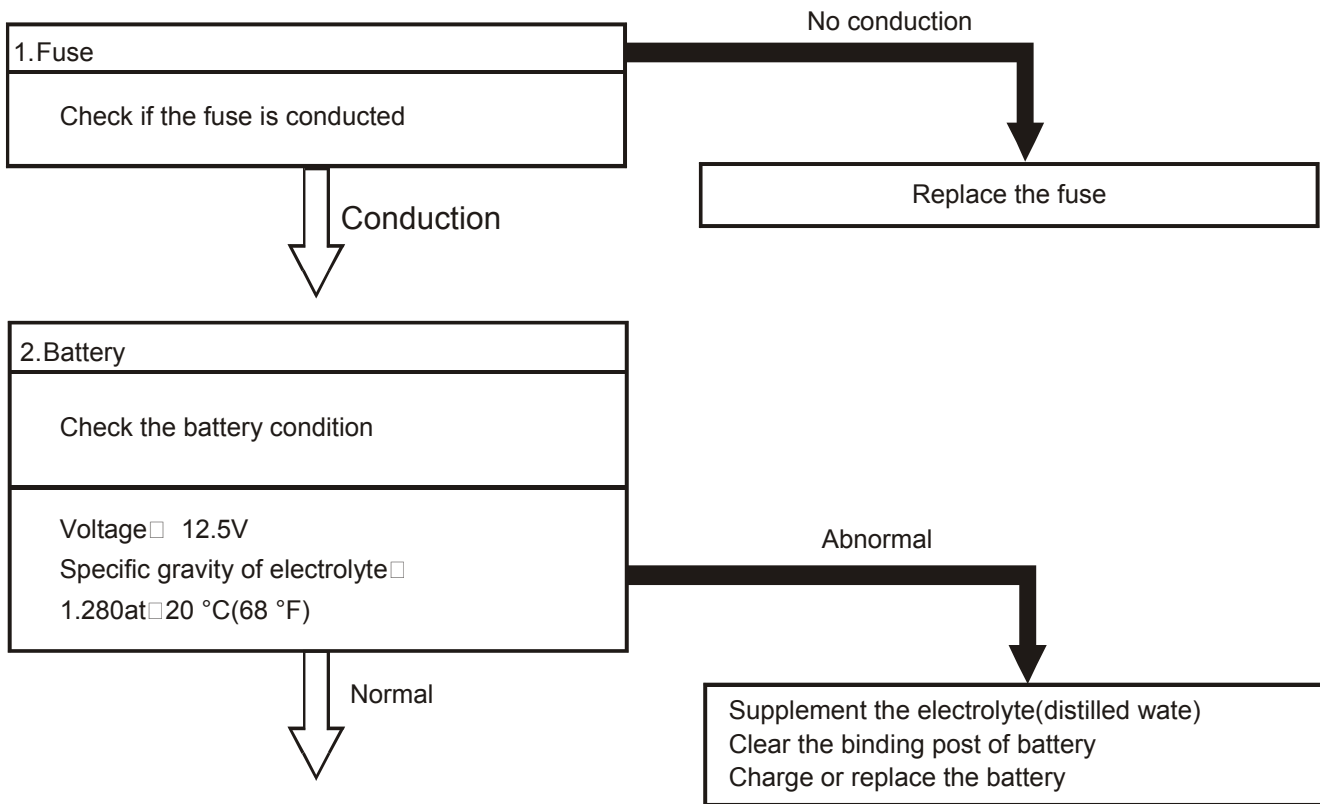 No conduction
1.Fuse
Check if the fuse is conducted
Replace the fuse
Conduction
2.Battery
Check the battery condition
Voltage□ 12.5V
Specific gravity of electrolyte□
1.280at□20 °C(68 °F)
Abnormal
Normal
Supplement the electrolyte(distilled wate)
Clear the binding post of battery
Charge or replace the battery